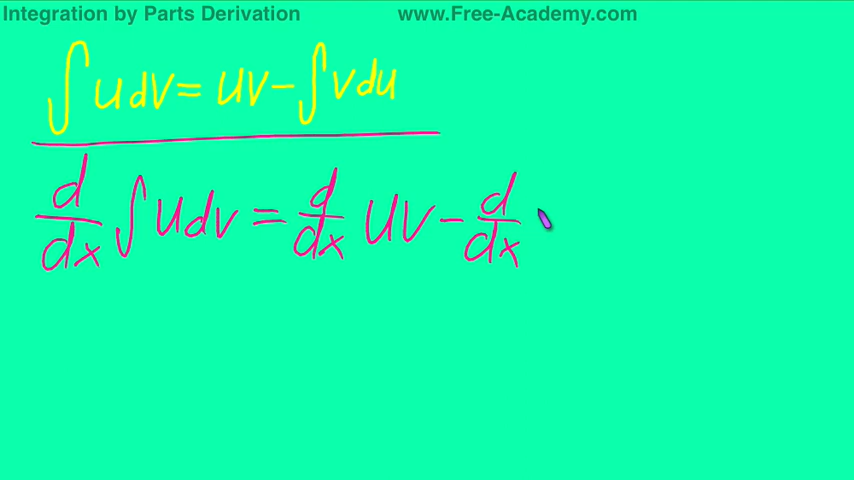 Integration by Parts Derivation www.Free-Academy.com
∫udv = uv - ∫vdu
d/dx ∫udv = d/dx uv - d/dx